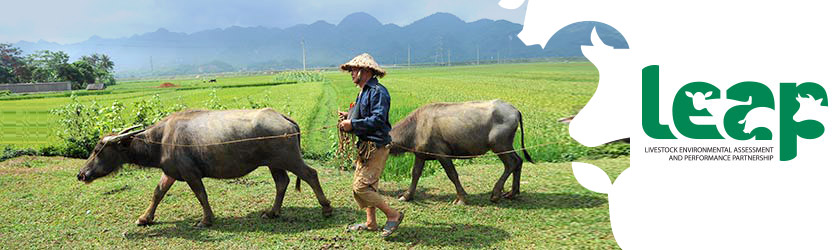 leap
LIVESTOCK ENVIRONMENTAL ASSESSMENT
AND PERFORMANCE PARTNERSHIP